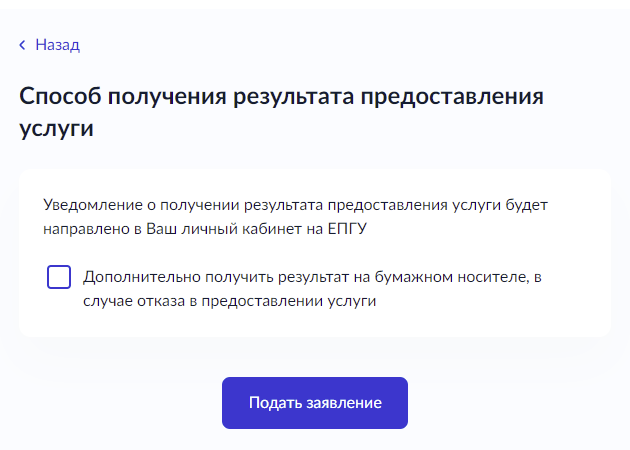 Назад
Способ получения результата предоставления
услуги
Уведомление о получении результата предоставления услуги будет
направлено в Ваш личный кабинет на ЕПГУ
Дополнительно получить результат на бумажном носителе, в
случае отказа в предоставлении услуги
Подать заявление